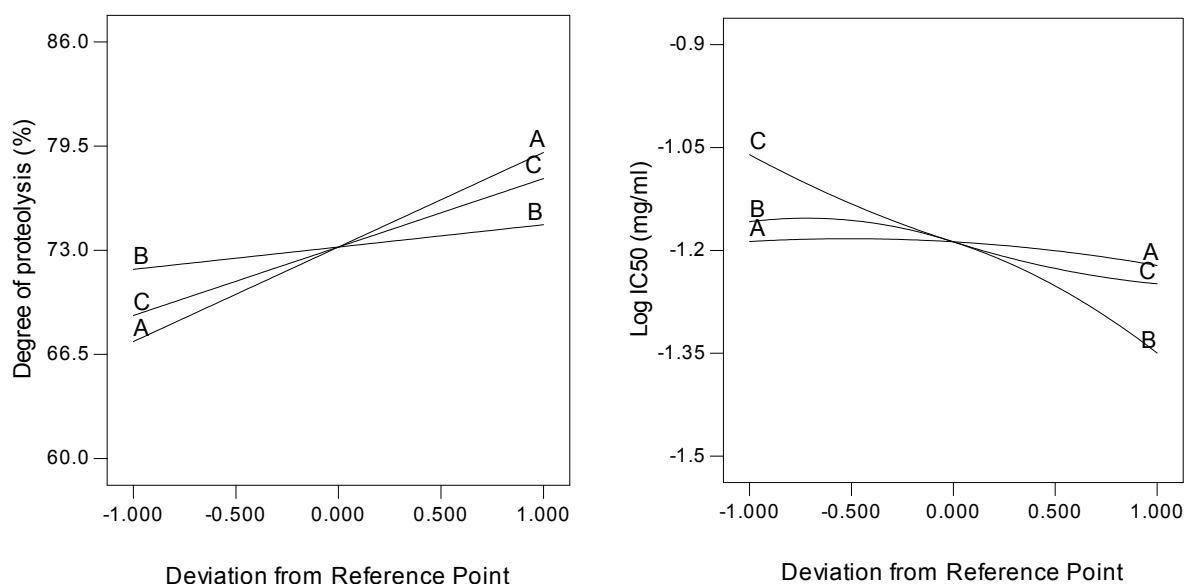 Degree of proteolysis (%)
86.0
79.5
73.0
66.5
60.0
B
C
A
A
C
B
-1.000
-0.500
0.000
0.500
1.000
Deviation from Reference Point
Log IC50 (mg/ml)
-0.9
-1.05
-1.2
-1.35
-1.5
C
B
A
A
C
B
-1.000
-0.500
0.000
0.500
1.000
Deviation from Reference Point